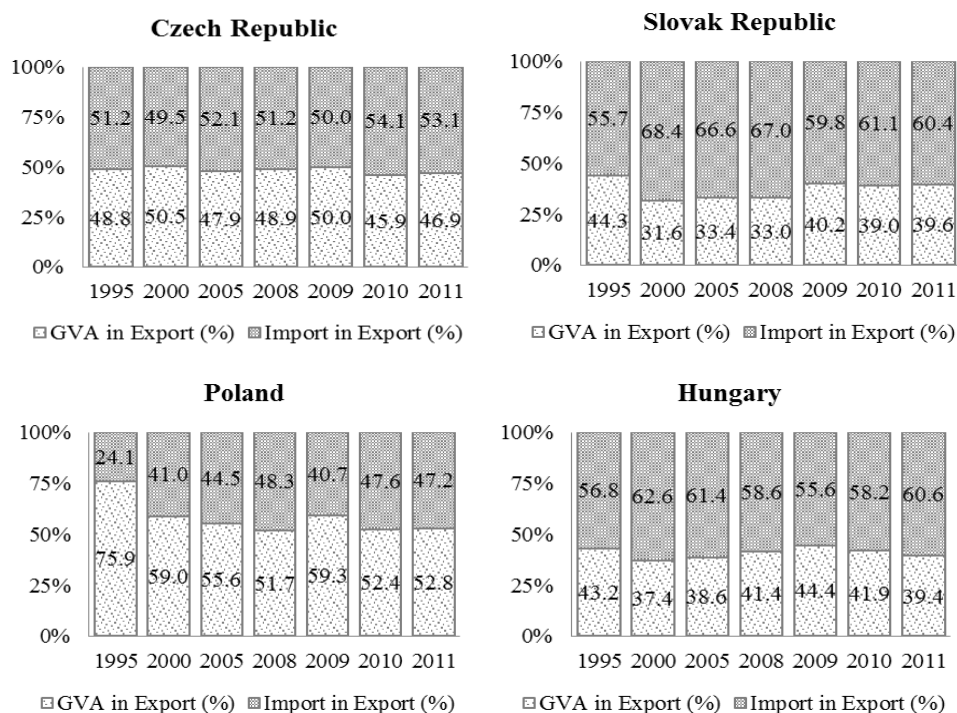 Czech Republic
100%
75%
50%
25%
0%
51.2 49.5 52.1 51.2 50.0 54.1 53.1
48.8 50.5 47.9 48.9 50.0 45.9 46.9
1995 2000 2005 2008 2009 2010 2011
GVA in Export (%) Import in Export (%)
Slovak Republic
100%
75%
50%
25%
0%
55.7 68.4 66.6 67.0 59.8 61.1 60.4
44.3 31.6 33.4 33.0 40.2 39.0 39.6
1995 2000 2005 2008 2009 2010 2011
GVA in Export (%) Import in Export (%)
Poland
100%
75%
50%
25%
0%
24.1 41.0 44.5 48.3 40.7 47.6 47.2
75.9 59.0 55.6 51.7 59.3 52.4 52.8
1995 2000 2005 2008 2009 2010 2011
GVA in Export (%) Import in Export (%)
Hungary
100%
75%
50%
25%
0%
56.8 62.6 61.4 58.6 55.6 58.2 60.6
43.2 37.4 38.6 41.4 44.4 41.9 39.4
1995 2000 2005 2008 2009 2010 2011
GVA in Export (%) Import in Export (%)